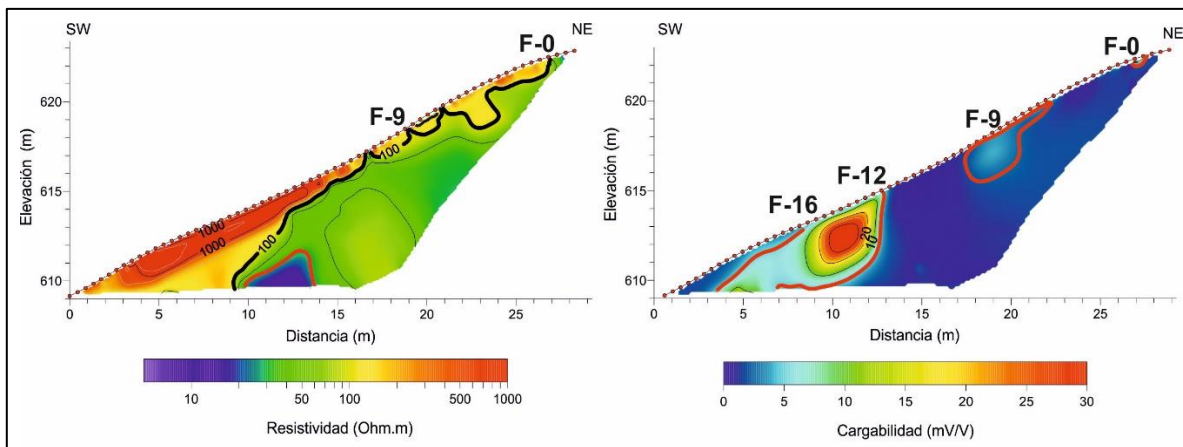 SW
NE
F-0
F-9
620
615
610
Elevación (m)
100
100
1000
1000
0
5
10
15
20
25
Distancia (m)
10
50
100
500
1000
Resistividad (Ohm.m)
SW
NE
F-0
F-9
F-12
F-16
620
615
610
Elevación (m)
20
10
0
5
10
15
20
25
Distancia (m)
0
5
10
15
20
25
30
Cargabilidad (mV/V)